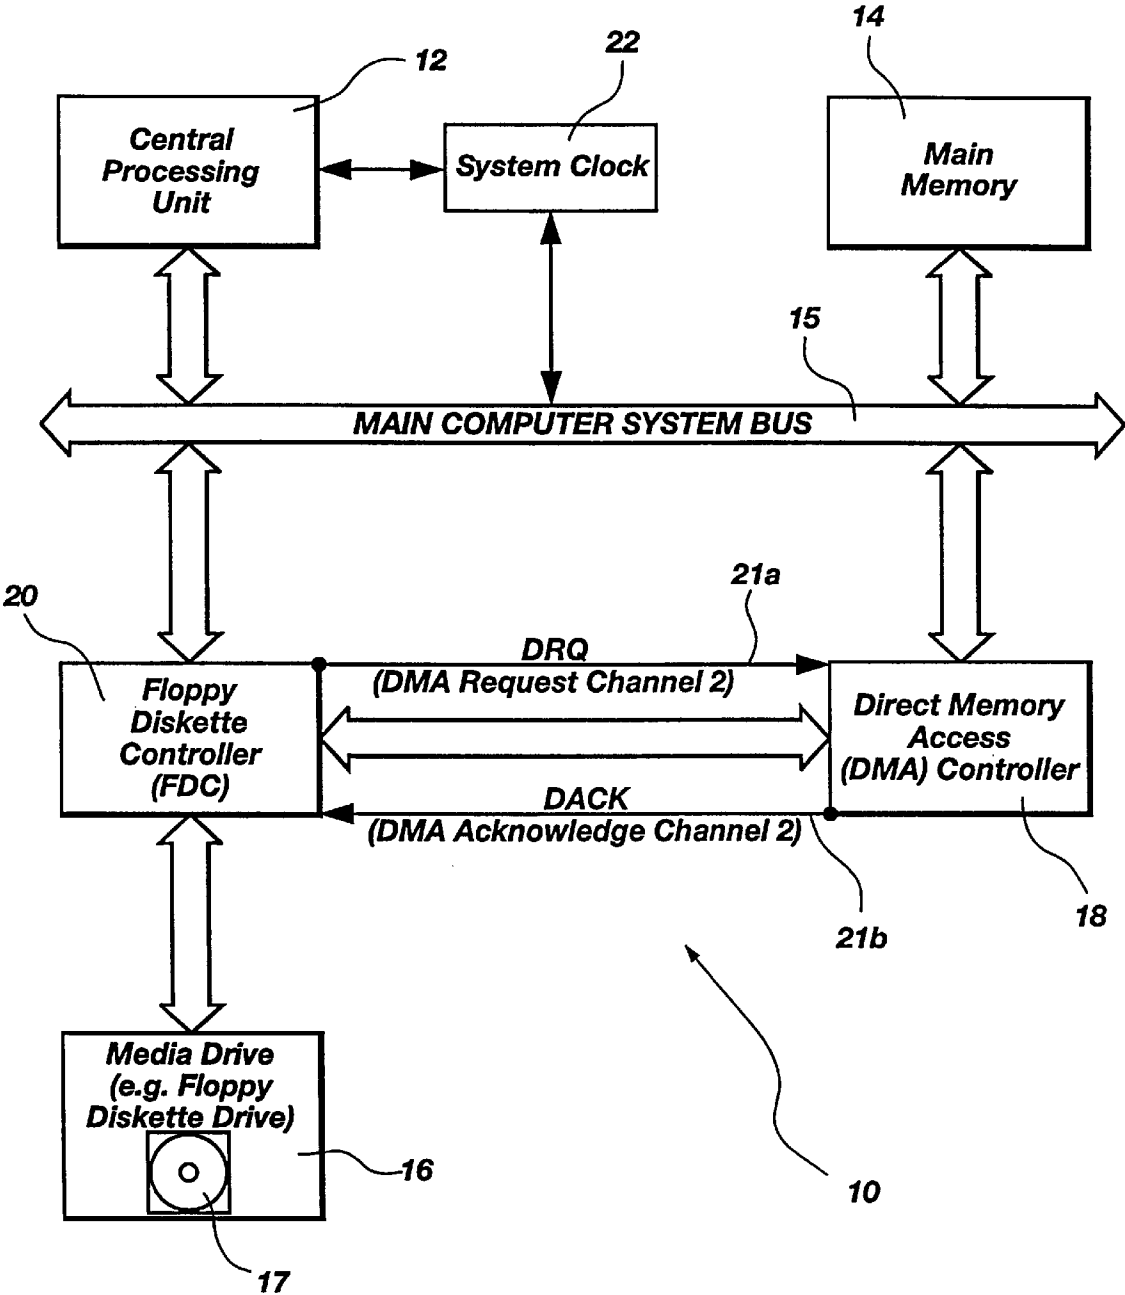 12
22
14
Central
Processing
Unit
System Clock
Main
Memory
15
MAIN COMPUTER SYSTEM BUS
20
21a
DRQ
(DMA Request Channel 2)
Floppy
Diskette
Controller
(FDC)
Direct Memory
Access
(DMA) Controller
DACK
(DMA Acknowledge Channel 2)
18
21b
Media Drive
(e.g. Floppy
Diskette Drive)
16
10
17